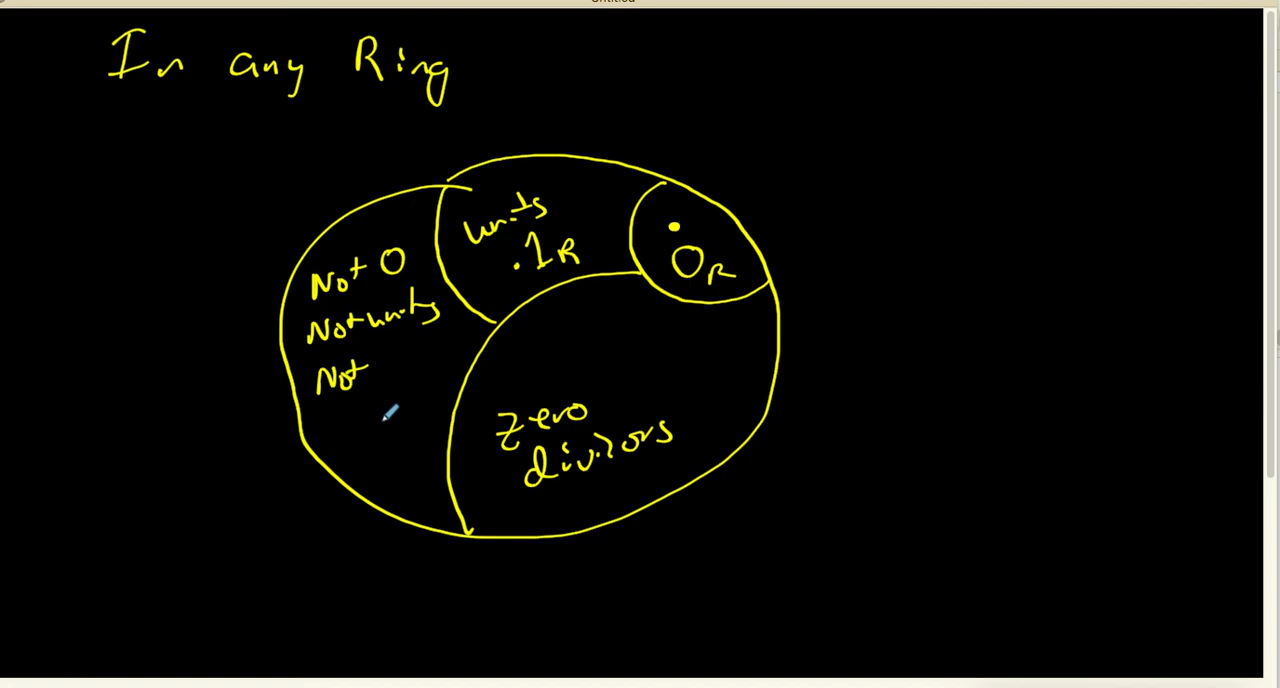 In any Ring
Not 0
Not units
Not
units
.1R
0R
Zero
divisors